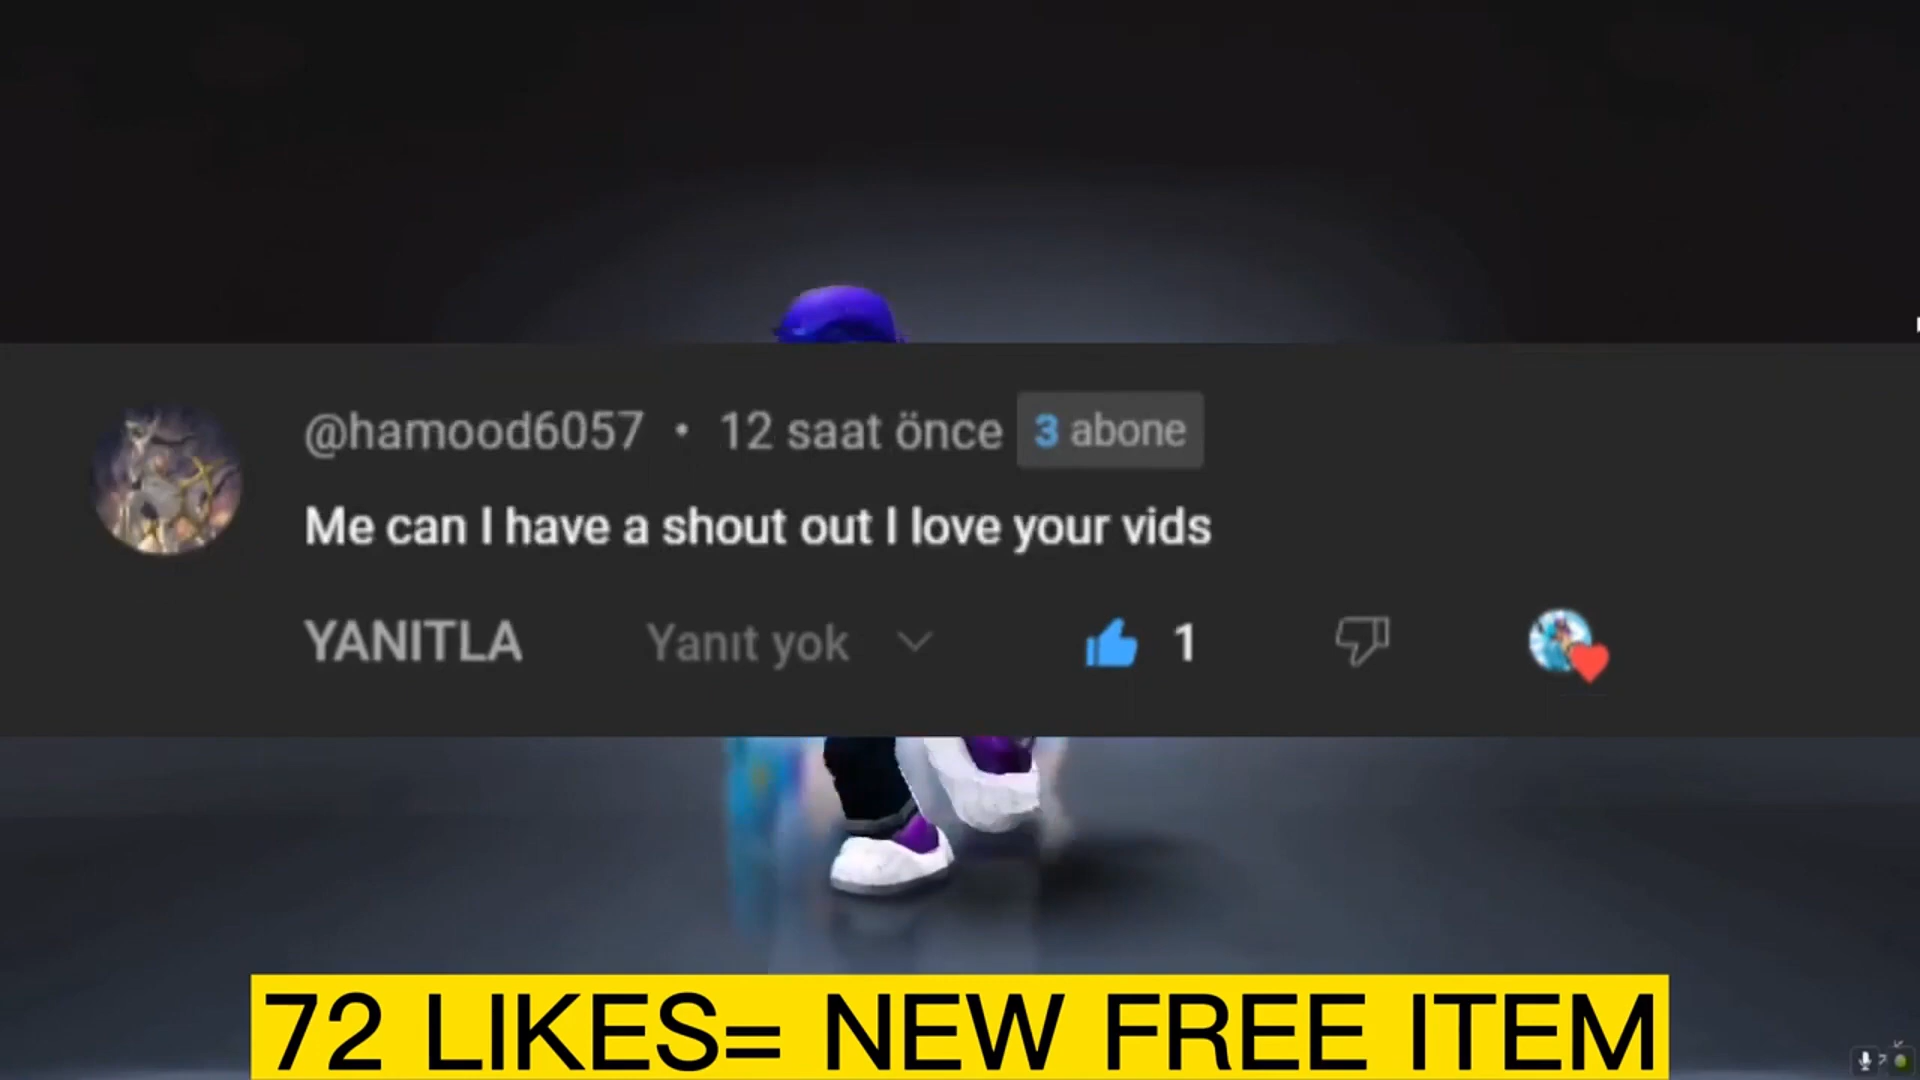 @hamood6057 • 12 saat önce 3 abone
Me can I have a shout out I love your vids
YANITLA Yanıt yok 1
72 LIKES= NEW FREE ITEM